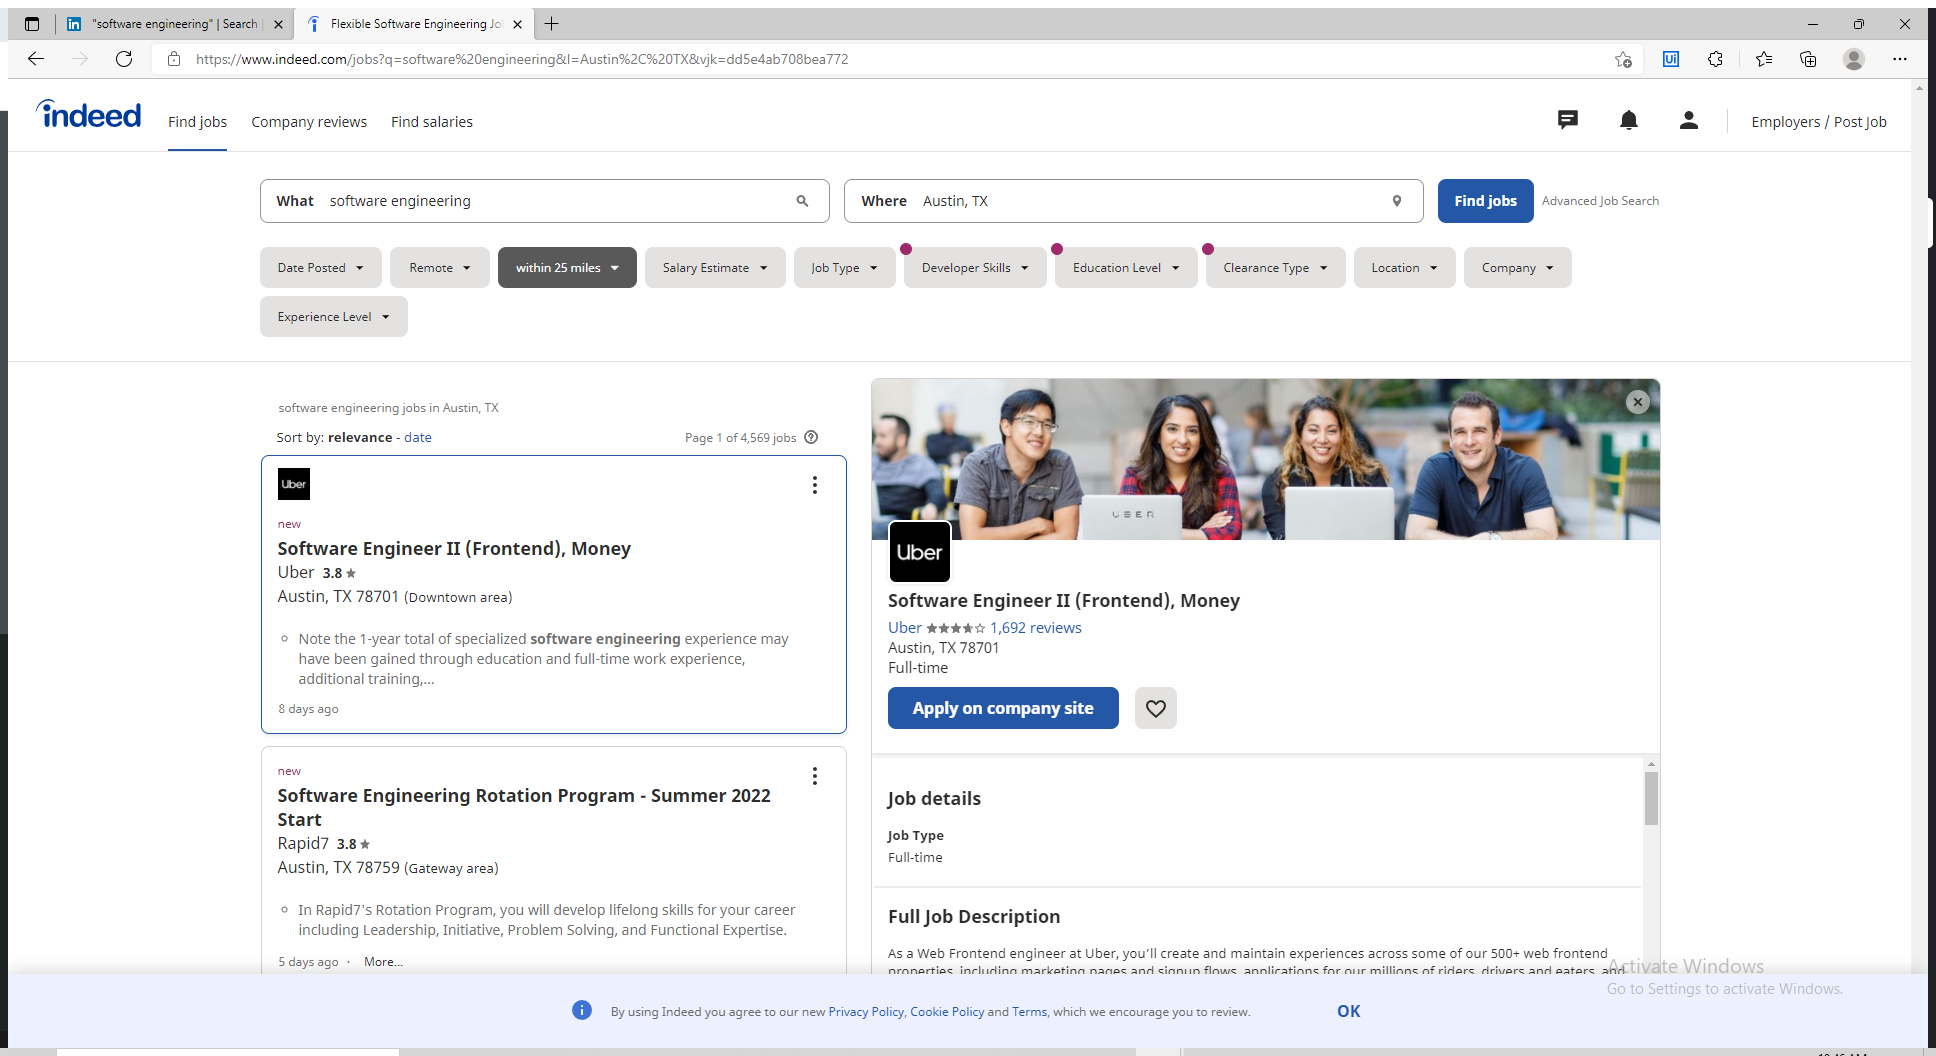 "software engineering" | Search
Flexible Software Engineering Jo
https://www.indeed.com/jobs?q=software%20engineering&l=Austin%2C%20TX&vjk=dd5e4ab708bea772
indeed
Find jobs
Company reviews
Find salaries
Employers / Post Job
What software engineering
Where Austin, TX
Find jobs
Advanced Job Search
Date Posted
Remote
within 25 miles
Salary Estimate
Job Type
Developer Skills
Education Level
Clearance Type
Location
Company
Experience Level
software engineering jobs in Austin, TX
Sort by: relevance - date
Page 1 of 4,569 jobs
Uber
new
Software Engineer II (Frontend), Money
Uber 3.8
Austin, TX 78701 (Downtown area)
Note the 1-year total of specialized software engineering experience may
have been gained through education and full-time work experience,
additional training,...
8 days ago
new
Software Engineering Rotation Program - Summer 2022
Start
Rapid7 3.8
Austin, TX 78759 (Gateway area)
In Rapid7's Rotation Program, you will develop lifelong skills for your career
including Leadership, Initiative, Problem Solving, and Functional Expertise.
5 days ago · More...
UBER
Uber
Software Engineer II (Frontend), Money
Uber 1,692 reviews
Austin, TX 78701
Full-time
Apply on company site
Job details
Job Type
Full-time
Full Job Description
As a Web Frontend engineer at Uber, you'll create and maintain experiences across some of our 500+ web frontend
properties, including marketing pages and signup flows, applications for our millions of riders, drivers and eaters, and
Activate Windows
Go to Settings to activate Windows.
By using Indeed you agree to our new Privacy Policy, Cookie Policy and Terms, which we encourage you to review.
OK